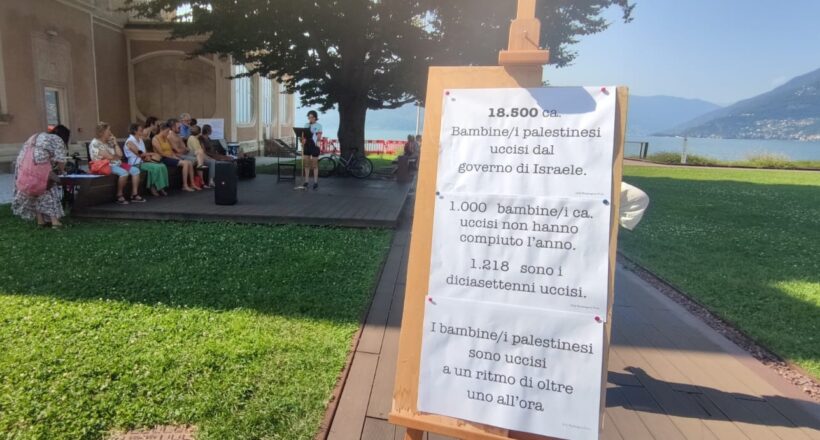 18.500 ca.
Bambine/i palestinesi
uccisi dal
governo di Israele.
1.000 bambine/i ca.
uccisi non hanno
compiuto l'anno.
1.218 sono i
diciasettenni uccisi.
I bambine/i palestinesi
sono uccisi
a un ritmo di oltre
uno all'ora